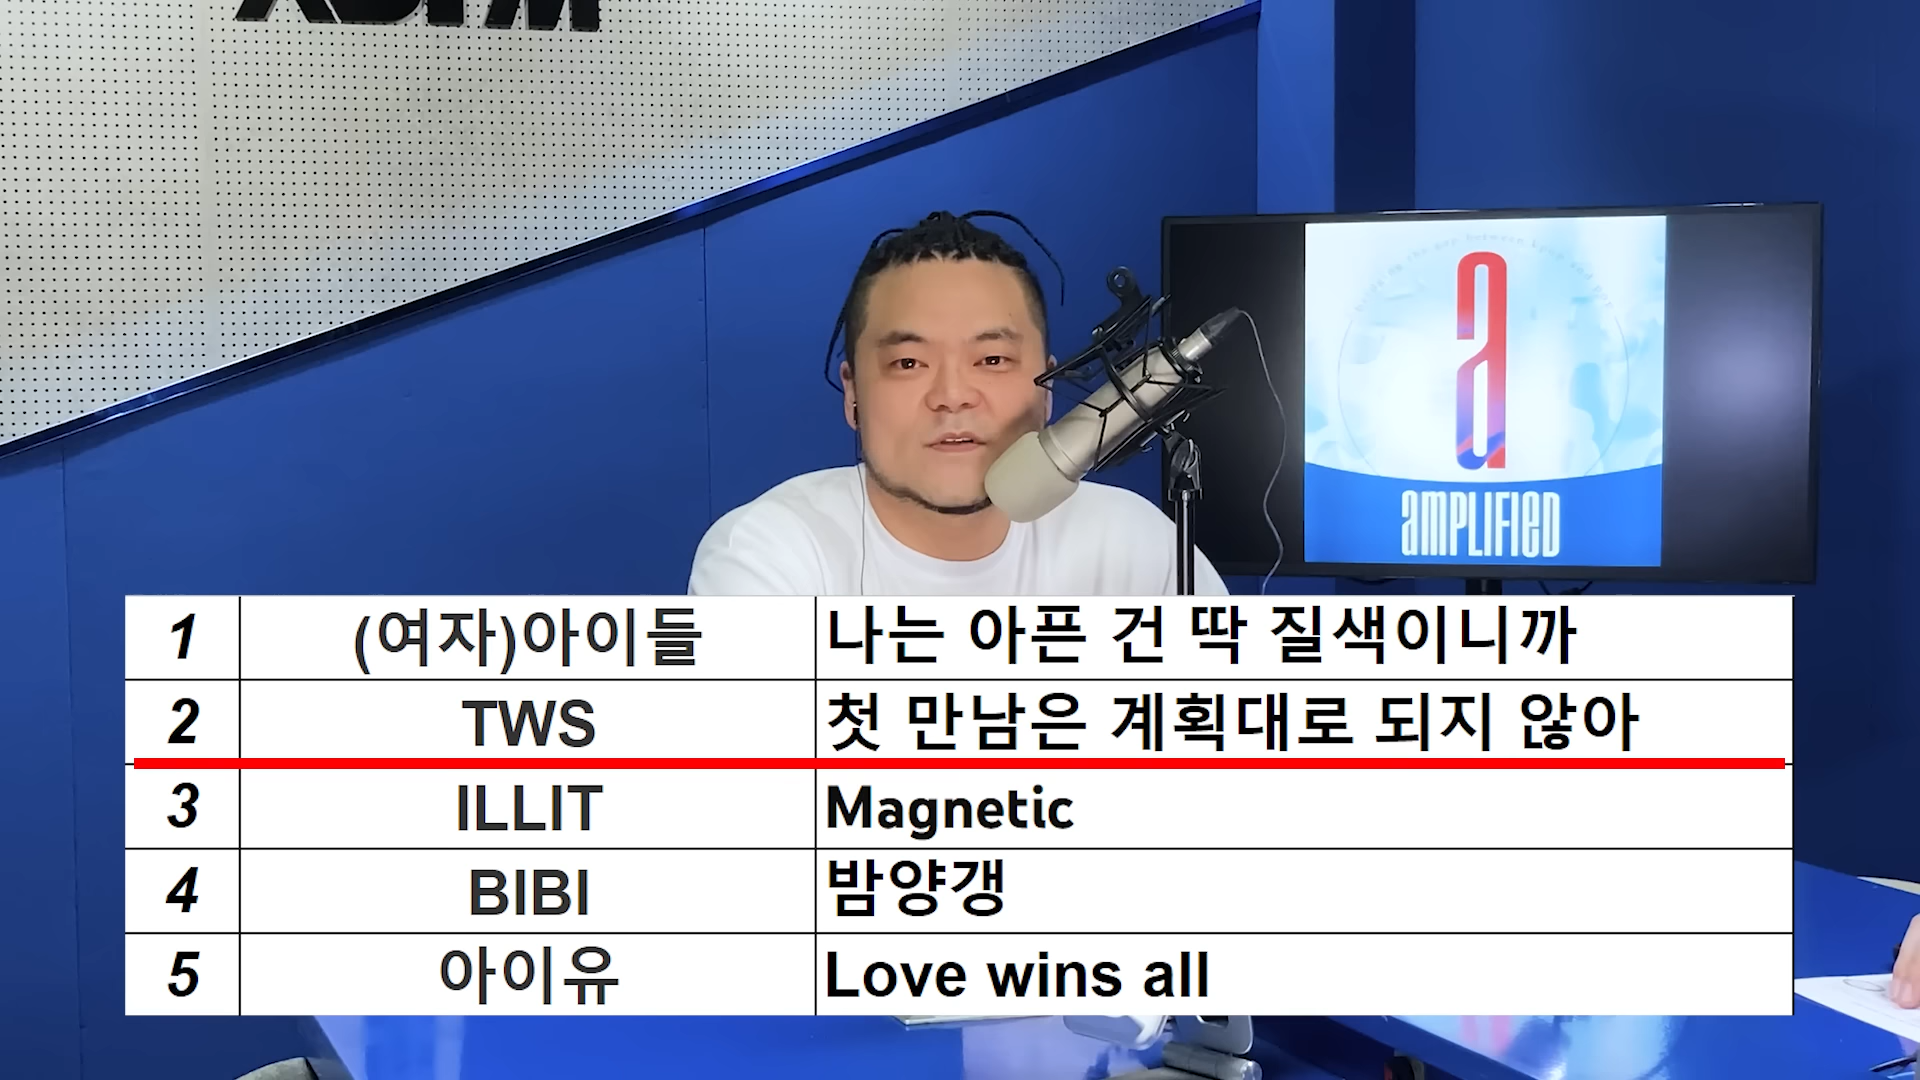 a
amplified
1 (여자)아이들 나는 아픈 건 딱 질색이니까
2 TWS 첫 만남은 계획대로 되지 않아
3 ILLIT Magnetic
4 BIBI 밤양갱
5 아이유 Love wins all